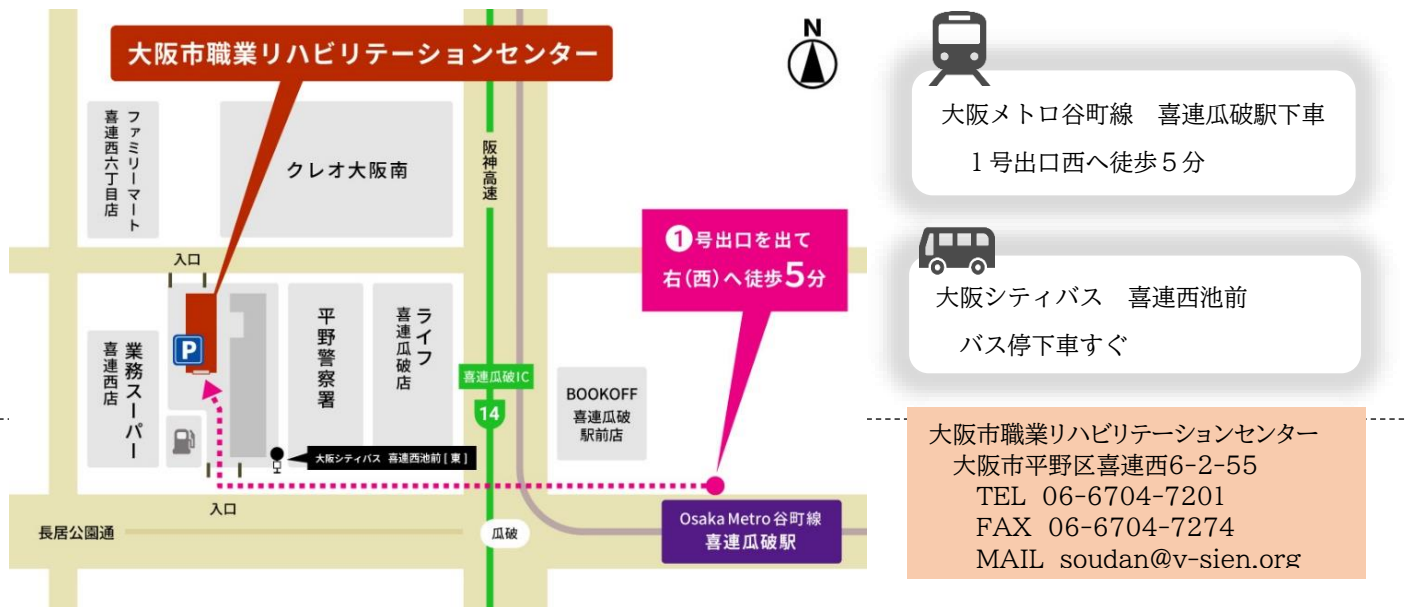 大阪市職業リハビリテーションセンター
N
ファミリーマート
喜連西六丁目店
クレオ大阪南
阪神高速
❶号出口を出て
右(西)へ徒歩5分
入口
P
業務スーパー
喜連西店
平野警察署
ライフ
喜連瓜破店
喜連瓜破IC
14
BOOKOFF
喜連瓜破
駅前店
大阪シティバス 喜連西池前[東]
入口
長居公園通
瓜破
Osaka Metro 谷町線
喜連瓜破駅
大阪メトロ谷町線 喜連瓜破駅下車
1号出口西へ徒歩5分
大阪シティバス 喜連西池前
バス停下車すぐ
大阪市職業リハビリテーションセンター
大阪市平野区喜連西6-2-55
TEL 06-6704-7201
FAX 06-6704-7274
MAIL soudan@v-sien.org